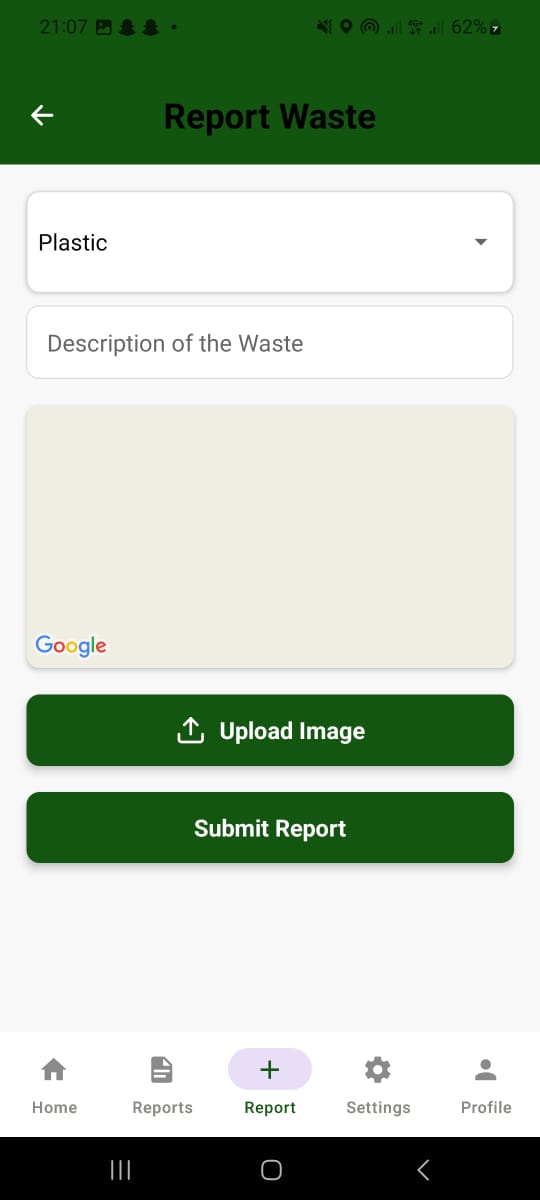 21:07 62%
Report Waste
Plastic
Description of the Waste
Google
Upload Image
Submit Report
Home Reports Report Settings Profile